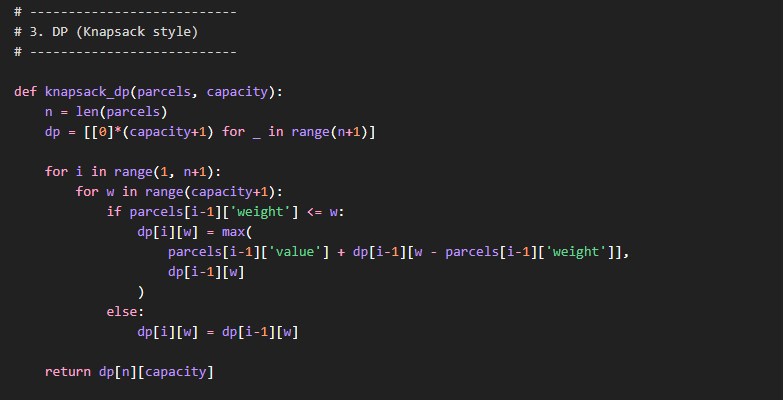 # ---------------------------
# 3. DP (Knapsack style)
# ---------------------------

def knapsack_dp(parcels, capacity):
    n = len(parcels)
    dp = [[0]*(capacity+1) for _ in range(n+1)]

    for i in range(1, n+1):
        for w in range(capacity+1):
            if parcels[i-1]['weight'] <= w:
                dp[i][w] = max(
                    parcels[i-1]['value'] + dp[i-1][w - parcels[i-1]['weight']],
                    dp[i-1][w]
                )
            else:
                dp[i][w] = dp[i-1][w]

    return dp[n][capacity]